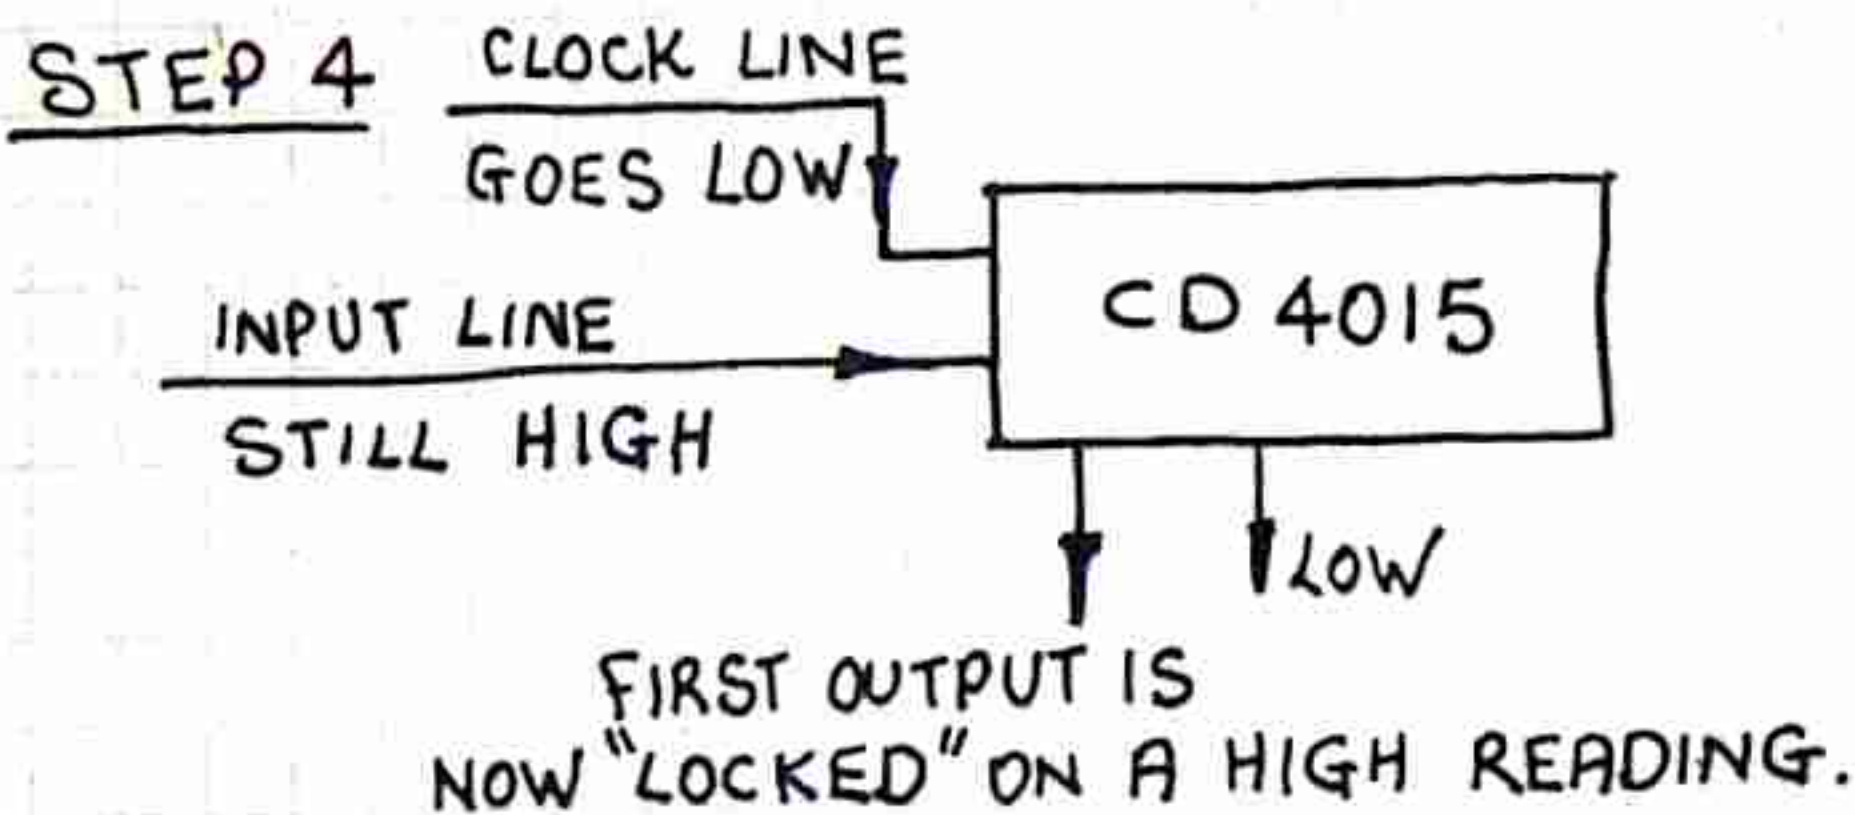 STEP 4
CLOCK LINE
GOES LOW
INPUT LINE
STILL HIGH
CD 4015
LOW
FIRST OUTPUT IS
NOW "LOCKED" ON A HIGH READING.